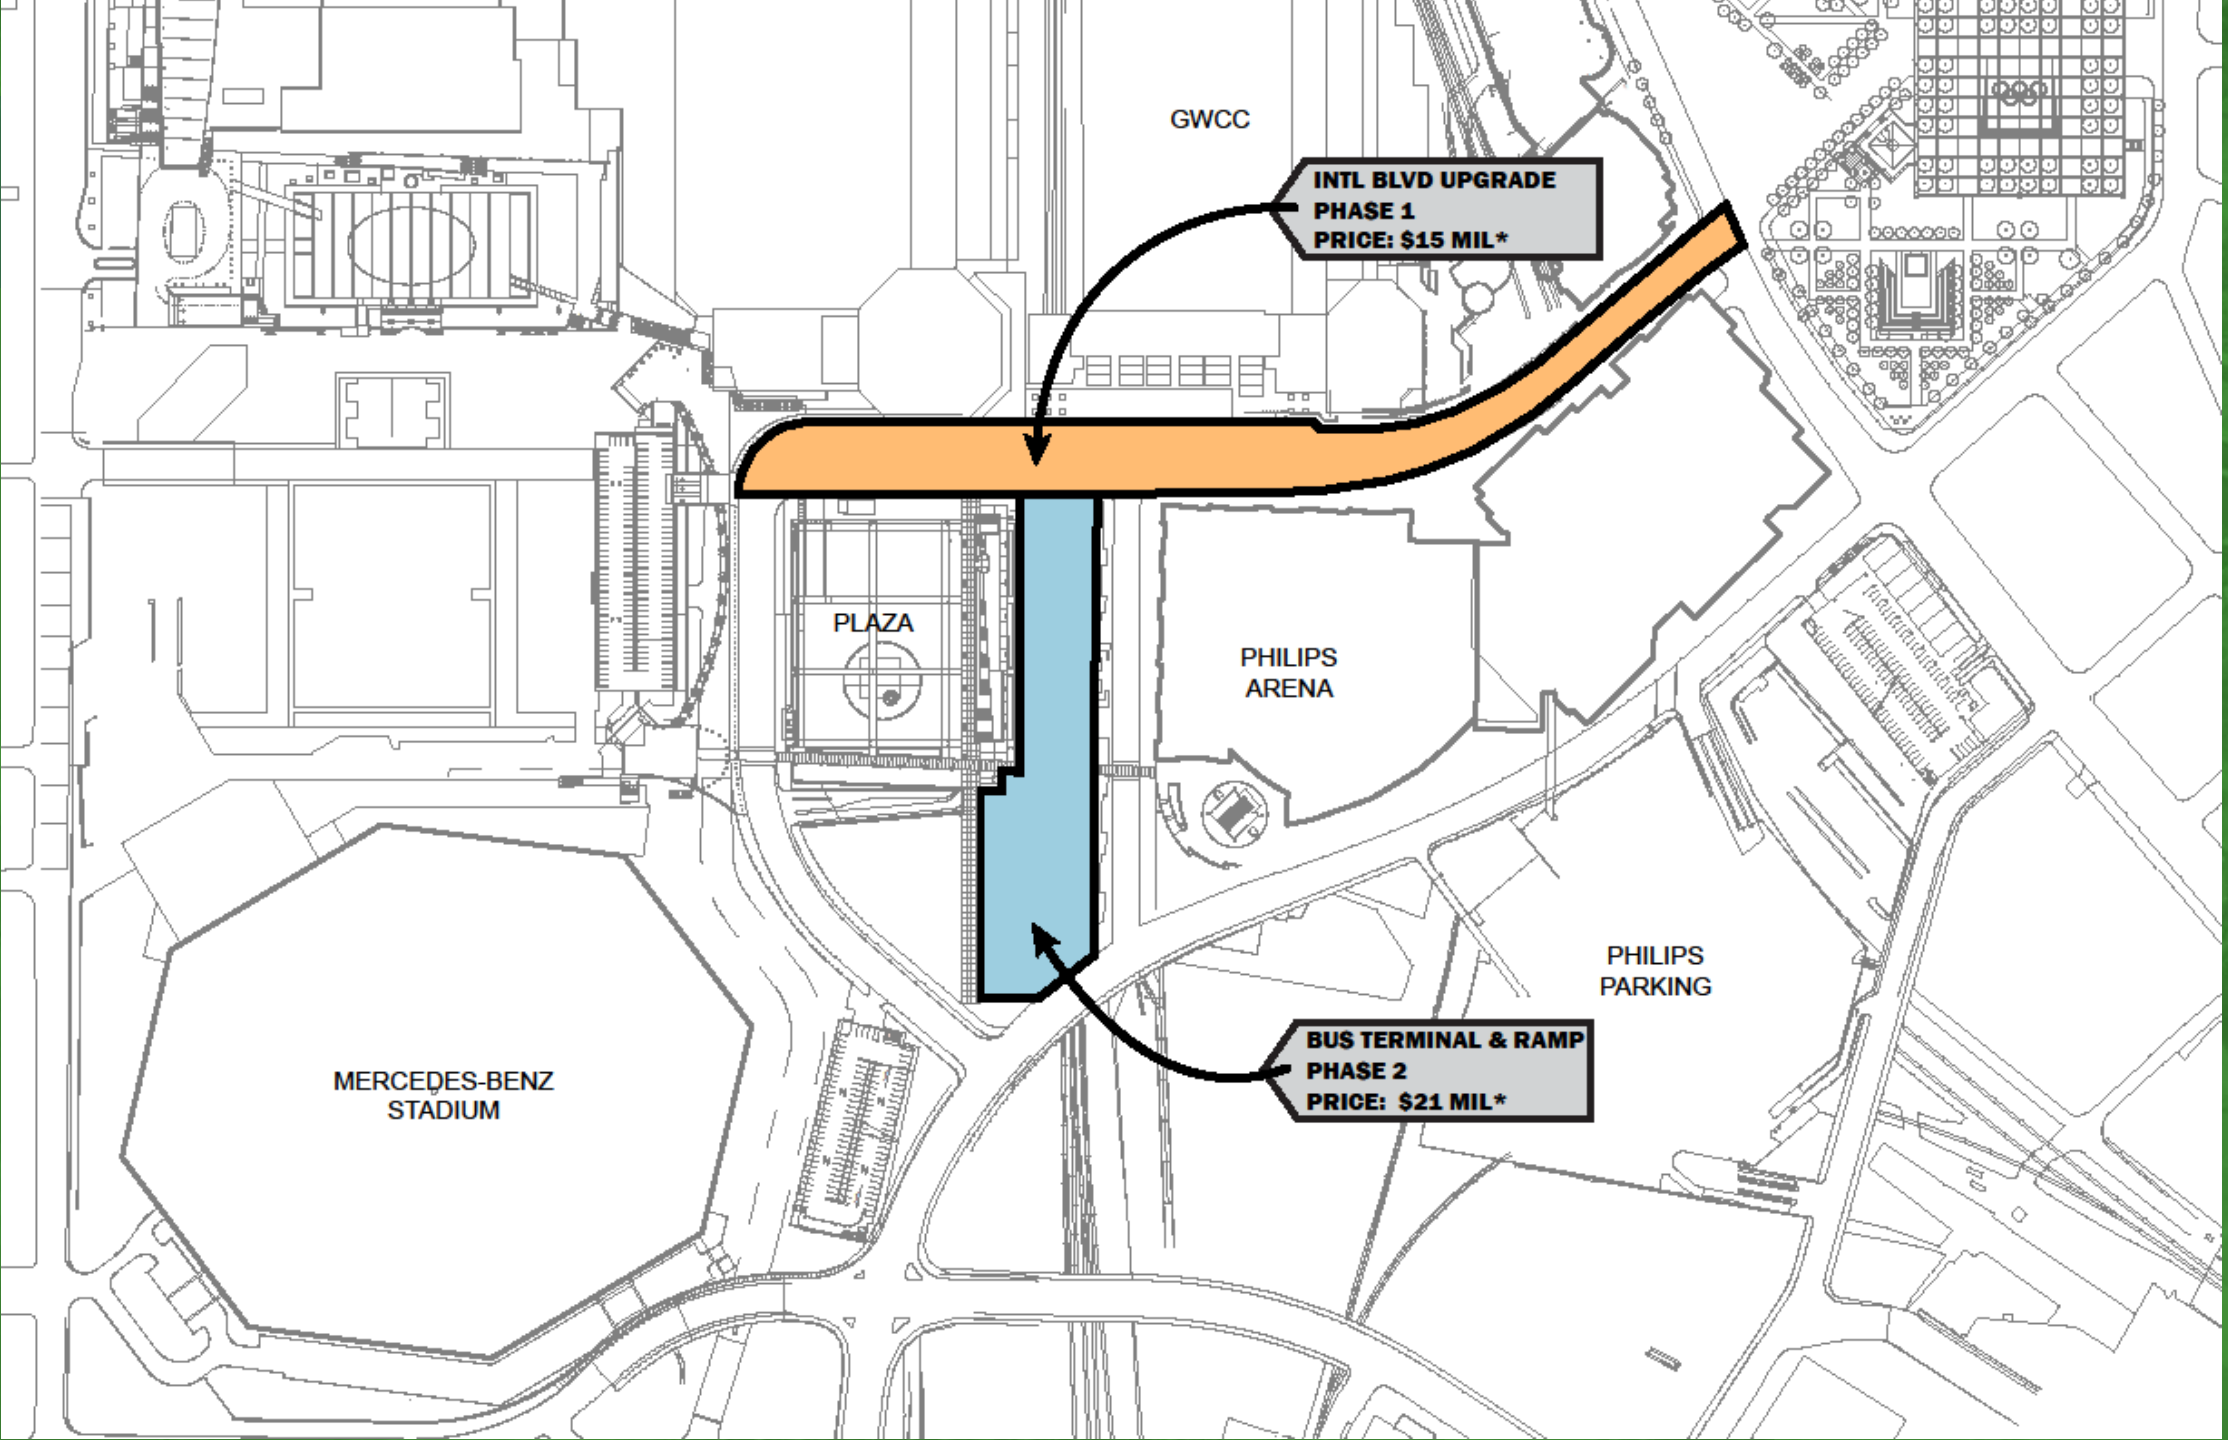 GWCC
INTL BLVD UPGRADE
PHASE 1
PRICE: $15 MIL*
PLAZA
PHILIPS
ARENA
PHILIPS
PARKING
BUS TERMINAL & RAMP
PHASE 2
PRICE: $21 MIL*
MERCEDES-BENZ
STADIUM